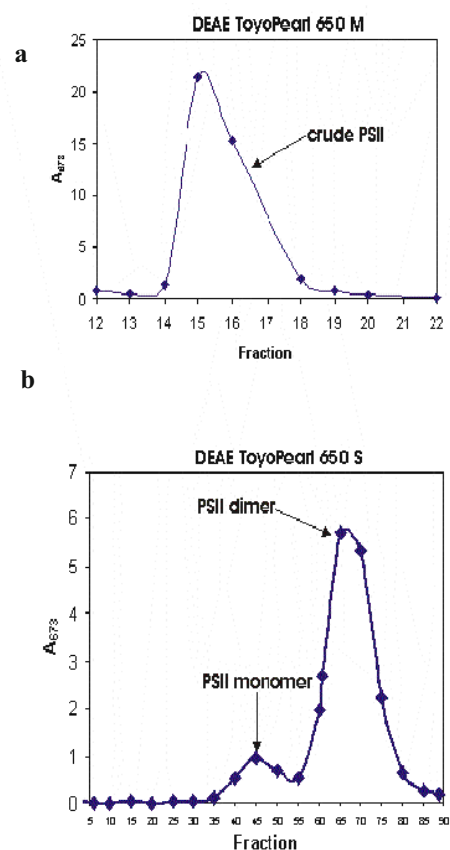 a
DEAE ToyoPearl 650 M
25
20
15
10
5
0
A673
crude PSII
12 13 14 15 16 17 18 19 20 21 22
Fraction
b
DEAE ToyoPearl 650 S
7
6
5
4
3
2
1
0
A673
PSII dimer
PSII monomer
5 10 15 20 25 30 35 40 45 50 55 60 65 70 75 80 85 90
Fraction